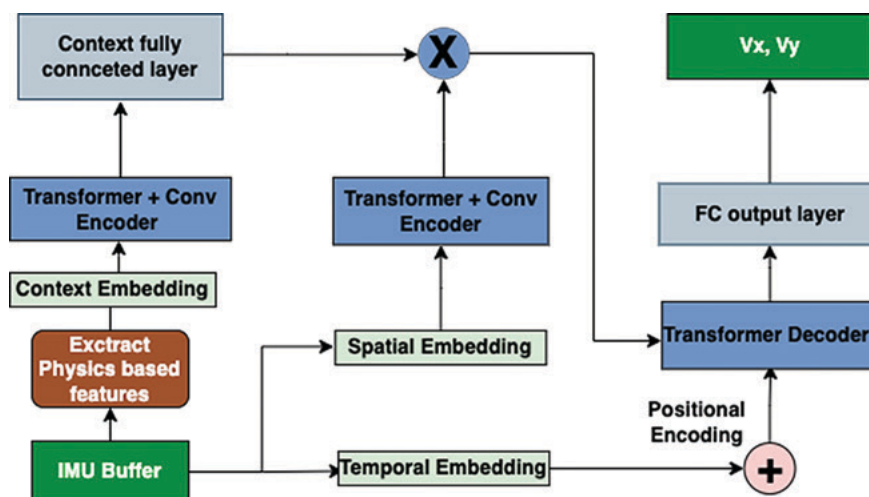 Context fully
connceted layer
X
Vx, Vy
Transformer + Conv
Encoder
Transformer + Conv
Encoder
FC output layer
Context Embedding
Exctract
Physics based
features
Spatial Embedding
Transformer Decoder
Positional
Encoding
IMU Buffer
Temporal Embedding
+